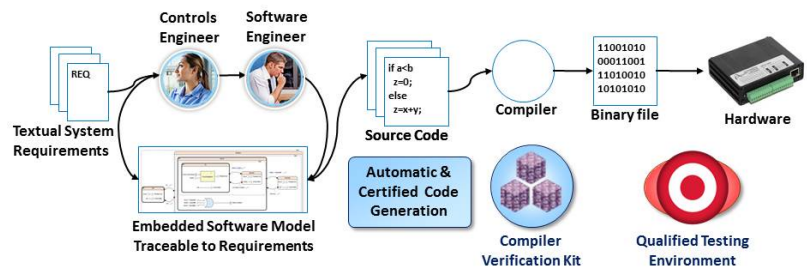 Controls
Engineer
Software
Engineer
REQ
if a<b
z=0;
else
z=x+y;
11001010
00011001
11010010
10101010
Textual System
Requirements
Source Code
Compiler
Binary file
Hardware
Embedded Software Model
Traceable to Requirements
Automatic &
Certified Code
Generation
Compiler
Verification Kit
Qualified Testing
Environment